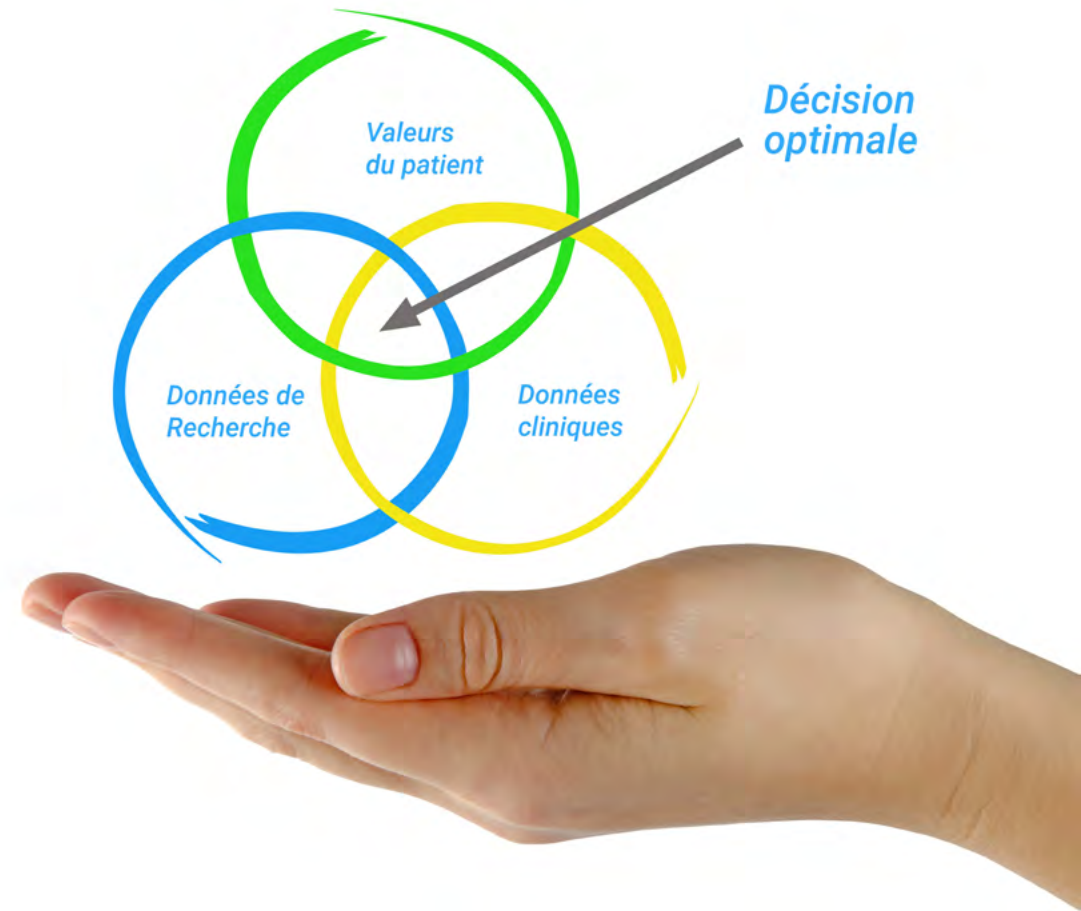 Valeurs
du patient
Décision
optimale
Données de
Recherche
Données
cliniques